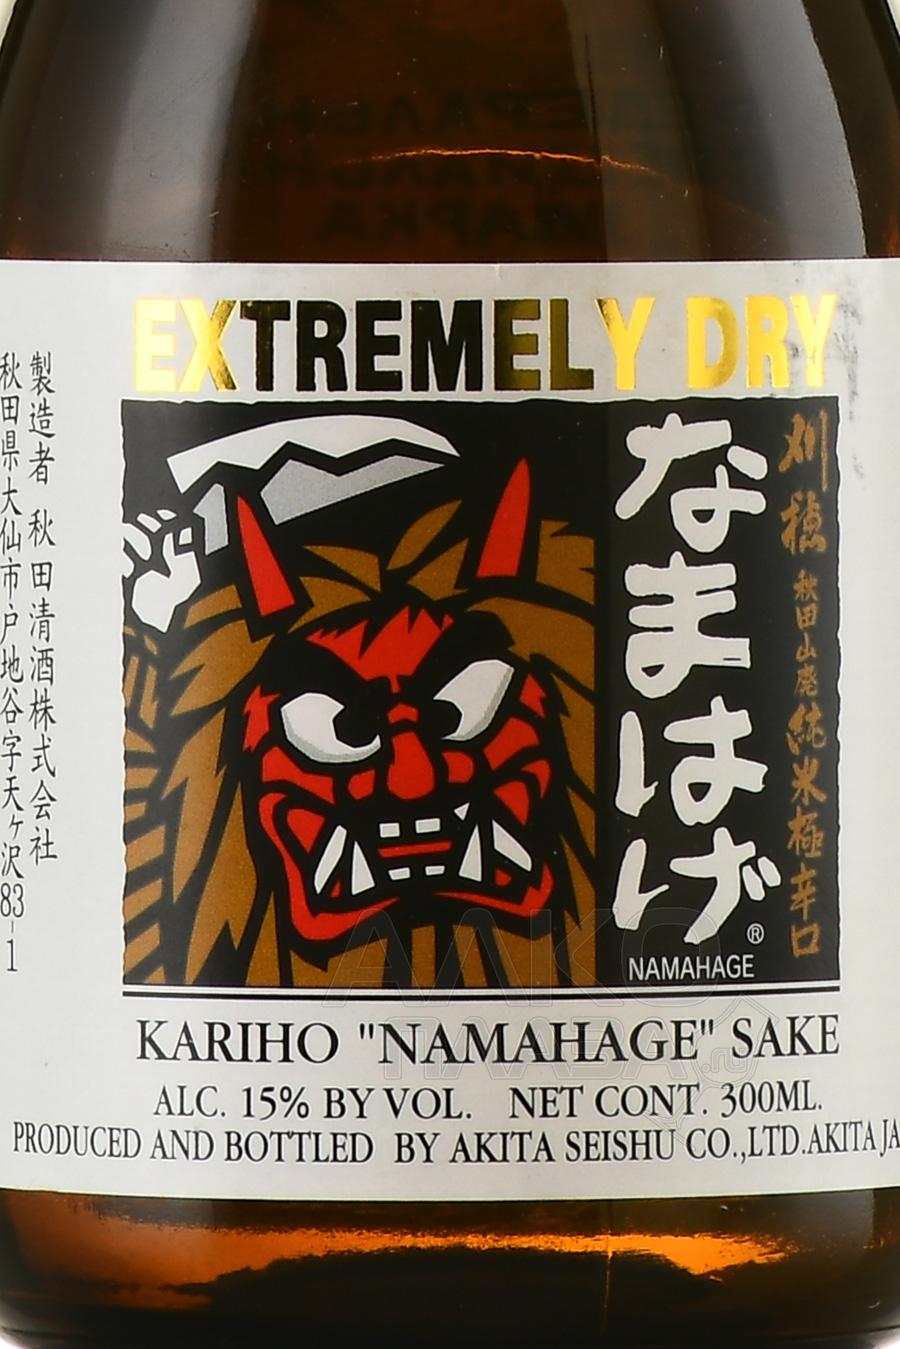 EXTREMELY DRY
刈穂 秋田山廃純米極辛口
なまはげ
®
NAMAHAGE
KARIHO "NAMAHAGE" SAKE
ALC. 15% BY VOL. NET CONT. 300ML.
PRODUCED AND BOTTLED BY AKITA SEISHU CO.,LTD.AKITA JA
製造者 秋田清酒株式会社
秋田県大仙市戸地谷字天ヶ沢83-1